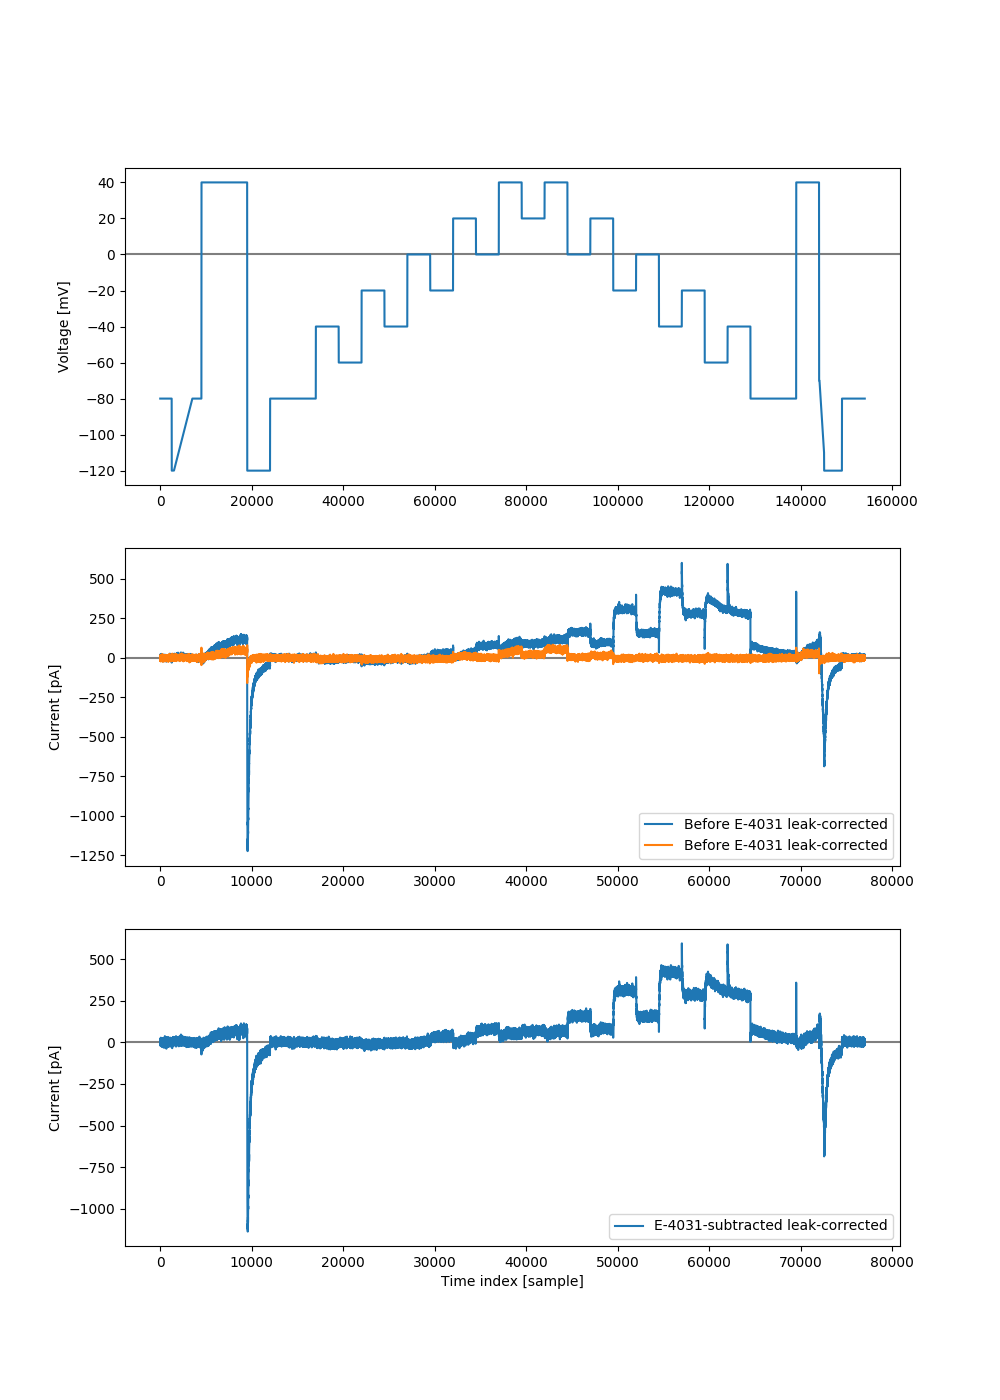 40
20
0
−20
−40
−60
−80
−100
−120
Voltage [mV]
0 20000 40000 60000 80000 100000 120000 140000 160000
500
250
0
−250
−500
−750
−1000
−1250
Current [pA]
Before E-4031 leak-corrected
Before E-4031 leak-corrected
0 10000 20000 30000 40000 50000 60000 70000 80000
500
250
0
−250
−500
−750
−1000
Current [pA]
E-4031-subtracted leak-corrected
0 10000 20000 30000 40000 50000 60000 70000 80000
Time index [sample]